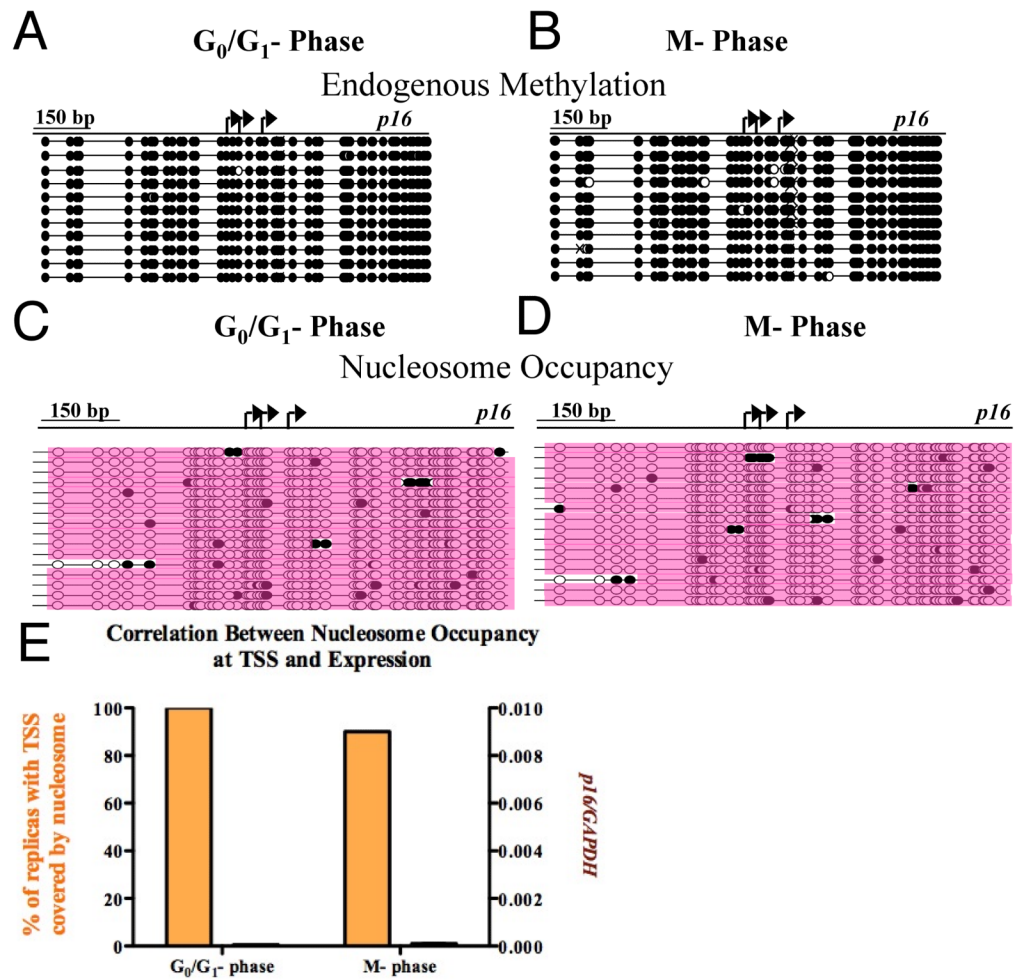 A
G₀/G₁- Phase
B
M- Phase
Endogenous Methylation
150 bp
p16
150 bp
p16
C
G₀/G₁- Phase
D
M- Phase
Nucleosome Occupancy
150 bp
p16
150 bp
p16
E
Correlation Between Nucleosome Occupancy
at TSS and Expression
% of replicas with TSS
covered by nucleosome
100
80
60
40
20
0
0.010
0.008
0.006
0.004
0.002
0.000
p16/GAPDH
G₀/G₁- phase
M- phase